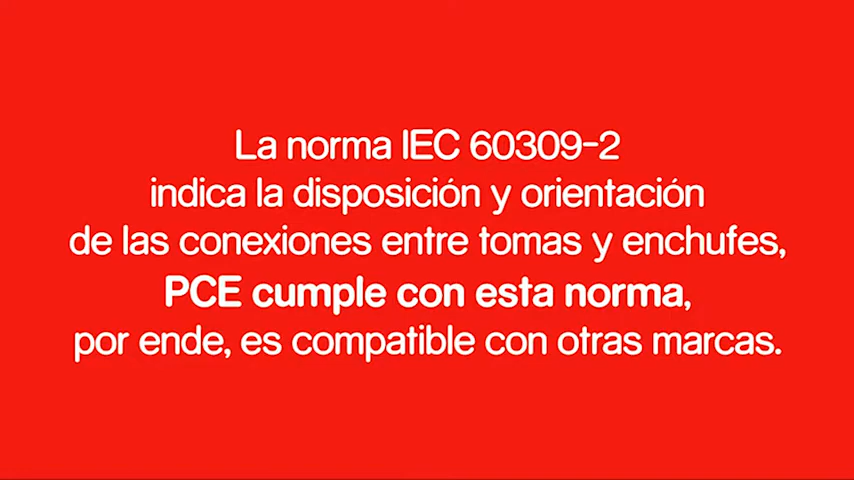 La norma IEC 60309-2
indica la disposición y orientación
de las conexiones entre tomas y enchufes,
PCE cumple con esta norma,
por ende, es compatible con otras marcas.